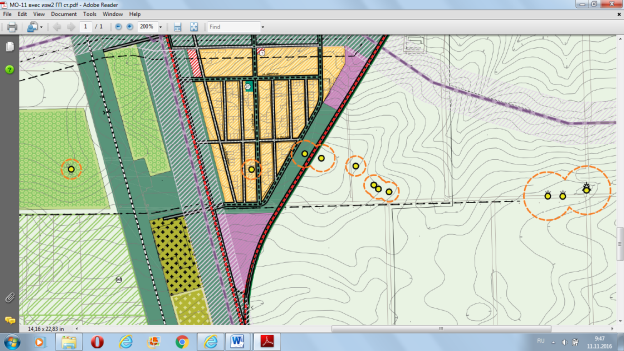 МО-11 внес изм2 ГП ст.pdf - Adobe Reader
File Edit View Document Tools Window Help
1 / 1 200% Find
14,16 x 22,83 in
RU 9:47
11.11.2016